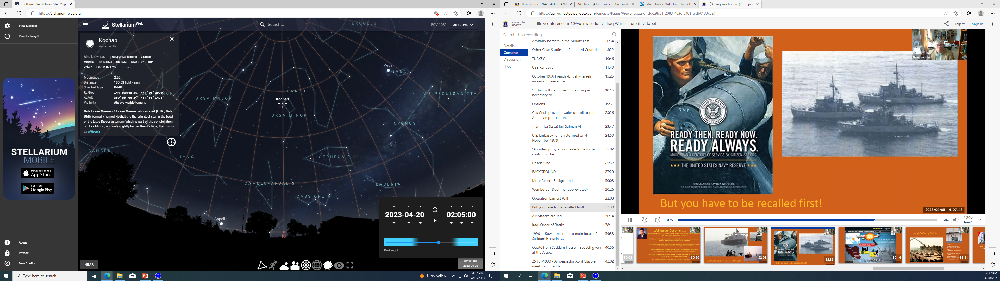 Stellarium Web Online Star Map
https://stellarium-web.org
View Settings
Planets Tonight
StellariumWeb
Search...
FOV 103°
OBSERVE
Kochab
Variable Star
Also known as Beta Ursae Minoris 7 Ursae
Minoris HD 131873 HR 5563 SAO 8102 HIP
72607 TYC 4416-1799-1
Magnitude 2.20
Distance 130.93 light years
Spectral Type K4-III
Ra/Dec 14h 50m45.6s +74°03'29.0"
Az/Alt 359°59'06.9" +54°55'14.3"
Visibility Always visible tonight
Beta Ursae Minoris (β Ursae Minoris, abbreviated β UMi, Beta
UMi), formally named Kochab , is the brightest star in the bowl
of the Little Dipper asterism (which is part of the constellation
of Ursa Minor), and only slightly fainter than Polaris, the... more
on wikipedia
HERCULES
Vega
LYRA
DRACO
URSA MAJOR
VULPECULA
SAGITTA
Kochab
URSA MINOR
CYGNUS
CANCER
LYNX
CEPHEUS
CAMELOPARDALIS
LACERTA
CASSIOPEIA
Capella
N
STELLARIUM
MOBILE
Download on the
App Store
GET IT ON
Google Play
About
Privacy
Data Credits
NEAR
2023-04-20
02:05:00
Dark night
02:05:00
2023-04-20
Type here to search
High pollen
4:37 PM
4/18/2023
Homeworks – NAVIGATION AND
Inbox (413) - rwilhelm@usna.edu
Mail - Robert Wilhelm - Outlook
Iraq War Lecture (Pre-tape)
https://usnwc.hosted.panopto.com/Panopto/Pages/Viewer.aspx?id=ddea8c31-2083-483e-a401-afdb0133c321
Powered by
Panopto
vconferencerm10@usnwc.edu
Iraq War Lecture (Pre-tape)
Help
Sign in
Search this recording
Details
Contents
Discussion
Hide
Arbitrary borders in the Middle East 6:34
Other Case Studies on Fractured Countries 8:22
TURKEY 10:46
USS Rendova 11:40
October 1956 French -British - Israeli 15:25
invasion to sieze the...
"Britain will sta in the Gulf as long as 18:16
necessary to...
Options 19:31
Gas Crisis proved a wake-up call to the 23:26
American population...
< Emir Isa (Essa) bin Salman Al 23:47
U.S. Embassy Tehran stormed on 4 24:50
November 1979
"An attempt by any outside force to gain 25:02
control of the...
Desert One 25:32
BACKGROUND 27:29
More Recent Background 30:08
Weinberger Doctrine (abbreviated) 30:26
Operation Earnest Will 32:08
But you have to be recalled first! 32:38
Air Attacks around 36:14
Iraqi Order of Battle 38:11
1990 -- Kuwait becomes a main focus of 39:38
Saddam Hussein's...
Quote from Saddam Hussein Speech given 40:56
at the Arab...
25 July1990 - Ambassador April Glaspie 42:02
meets with Saddan...
TNT
UNITED STATES NAVY
NAVY RESERVE
READY THEN. READY NOW.
READY ALWAYS.
MORE THAN A CENTURY OF SERVICE BY CITIZEN-SAILORS
THE UNITED STATES NAVY RESERVE
COMMANDER DAVID F. WINKLER
U.S. NAVY RESERVE (RETIRED) | NAVAL HISTORICAL FOUNDATION
David Winkler
But you have to be recalled first!
2023-04-05 14:07:43
33:00
-10:32
1.25x
Speed
30:08
Weinberger Doctrine
30:26
Operation Earnest Will
32:08
But you have to be recalled first!
32:38
US WARSHIP SHOOTS DOWN IRAN AIR FLIGHT 655
36:14
Iraqi Order of Battle
38:11
4:37 PM
4/18/2023